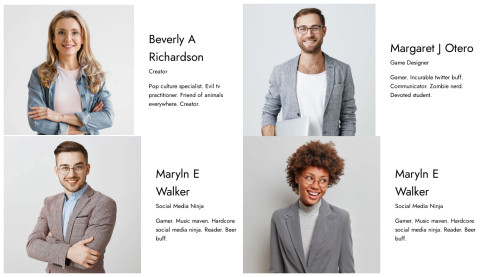 Beverly A
Richardson
Creator
Pop culture specialist. Evil tv
practitioner. Friend of animals
everywhere. Creator.
Margaret J Otero
Game Designer
Gamer. Incurable twitter buff.
Communicator. Zombie nerd.
Devoted student.
Maryln E
Walker
Social Media Ninja
Gamer. Music maven. Hardcore
social media ninja. Reader. Beer
buff.
Maryln E
Walker
Social Media Ninja
Gamer. Music maven. Hardcore
social media ninja. Reader. Beer
buff.